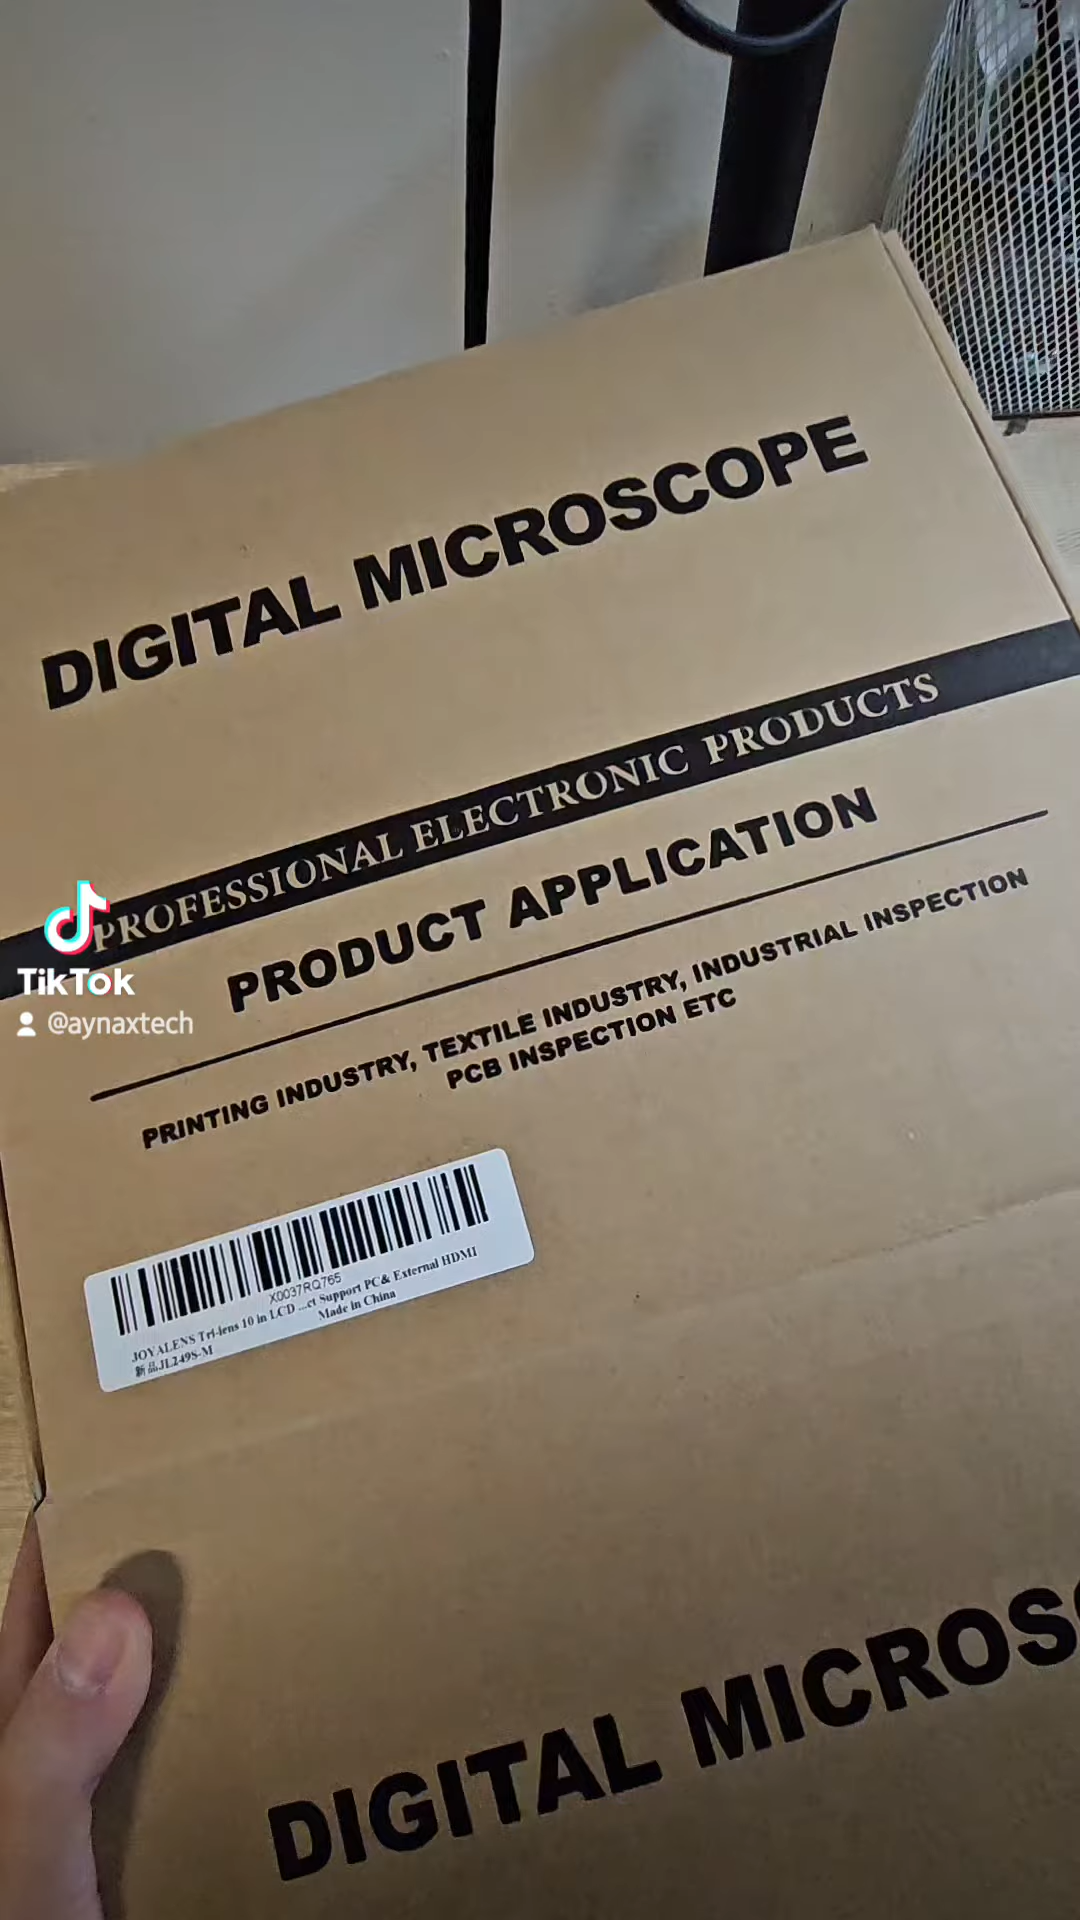 DIGITAL MICROSCOPE
PROFESSIONAL ELECTRONIC PRODUCTS
PRODUCT APPLICATION
PRINTING INDUSTRY, TEXTILE INDUSTRY, INDUSTRIAL INSPECTION
PCB INSPECTION ETC
TikTok
@aynaxtech
X0037RQ765
JOYALENS Tri-lens 10 in LCD ...ct Support PC& External HDMI
新品JL249S-M
Made in China
DIGITAL MICROSC